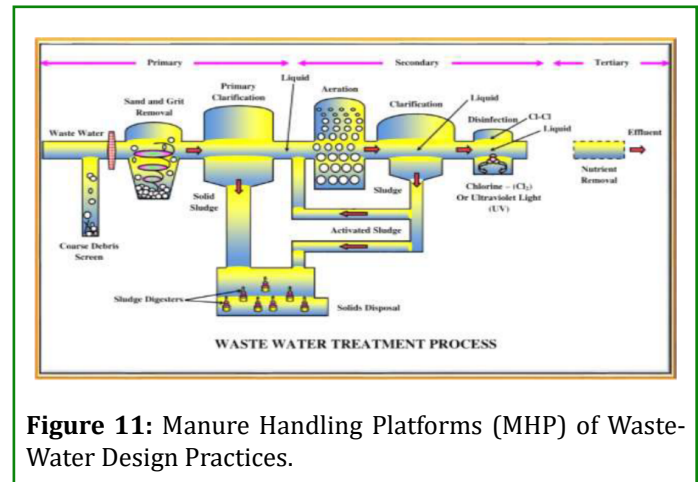 Primary Secondary Tertiary
Primary
Clarification
Liquid
Aeration
Sand and Grit
Removal
Clarification
Liquid
Disinfection
Cl-Cl
Liquid
Waste Water
Effluent
Coarse Debris
Screen
Solid
Sludge
Sludge
Chlorine – (Cl₂)
Or Ultraviolet Light
(UV)
Nutrient
Removal
Activated Sludge
Sludge Digesters
Solids Disposal
WASTE WATER TREATMENT PROCESS
Figure 11: Manure Handling Platforms (MHP) of Waste-
Water Design Practices.